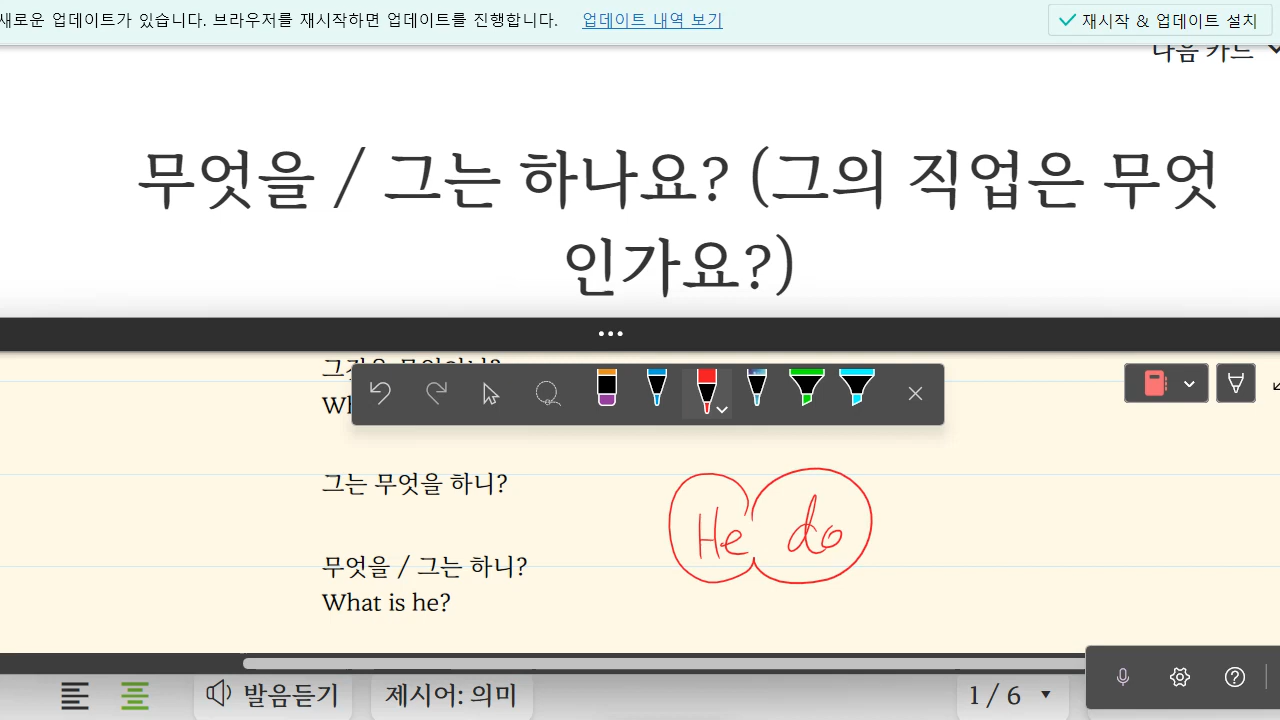 새로운 업데이트가 있습니다. 브라우저를 재시작하면 업데이트를 진행합니다. 업데이트 내역 보기 재시작 & 업데이트 설치
다음 카드
무엇을 / 그는 하나요? (그의 직업은 무엇
인가요?)
그는 무엇을 하니?
He do
무엇을 / 그는 하니?
What is he?
발음듣기 제시어: 의미 1 / 6